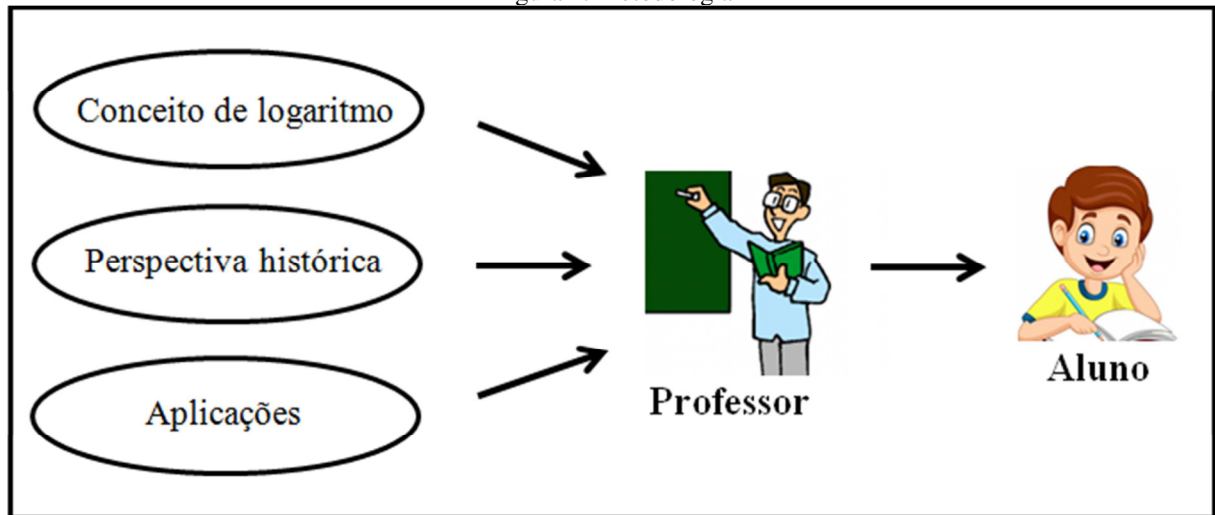 Conceito de logaritmo
Perspectiva histórica
Aplicações
Professor
Aluno